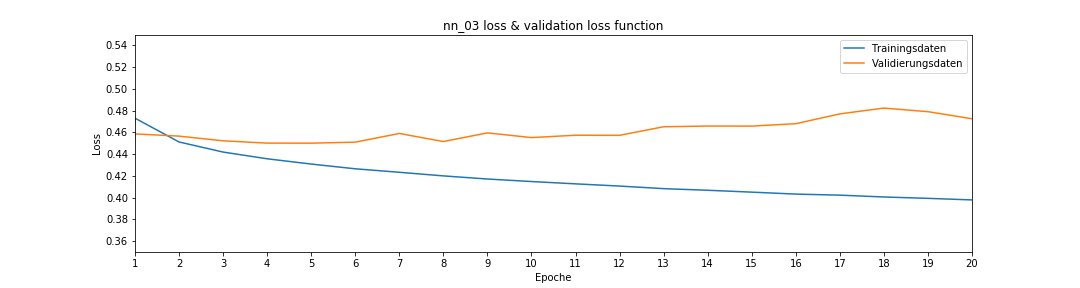 nn_03 loss & validation loss function
Trainingsdaten
Validierungsdaten
Loss
0.54
0.52
0.50
0.48
0.46
0.44
0.42
0.40
0.38
0.36
1 2 3 4 5 6 7 8 9 10 11 12 13 14 15 16 17 18 19 20
Epoche